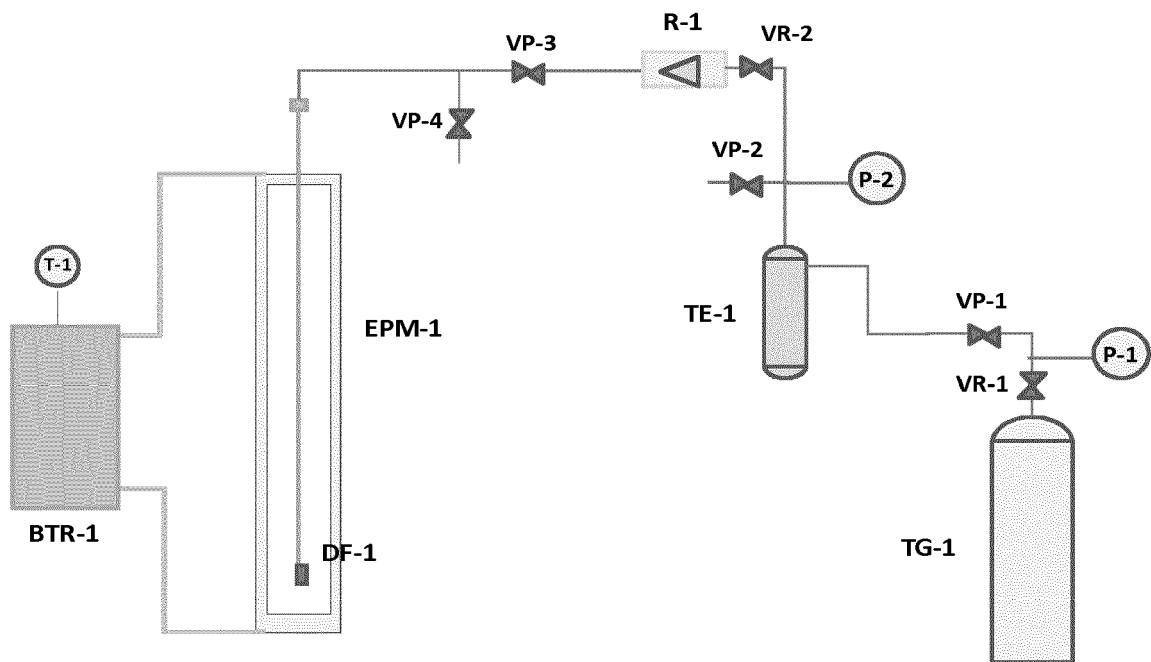 R-1
VR-2
VP-3
VP-4
VP-2
P-2
T-1
EPM-1
TE-1
VP-1
P-1
VR-1
BTR-1
DF-1
TG-1